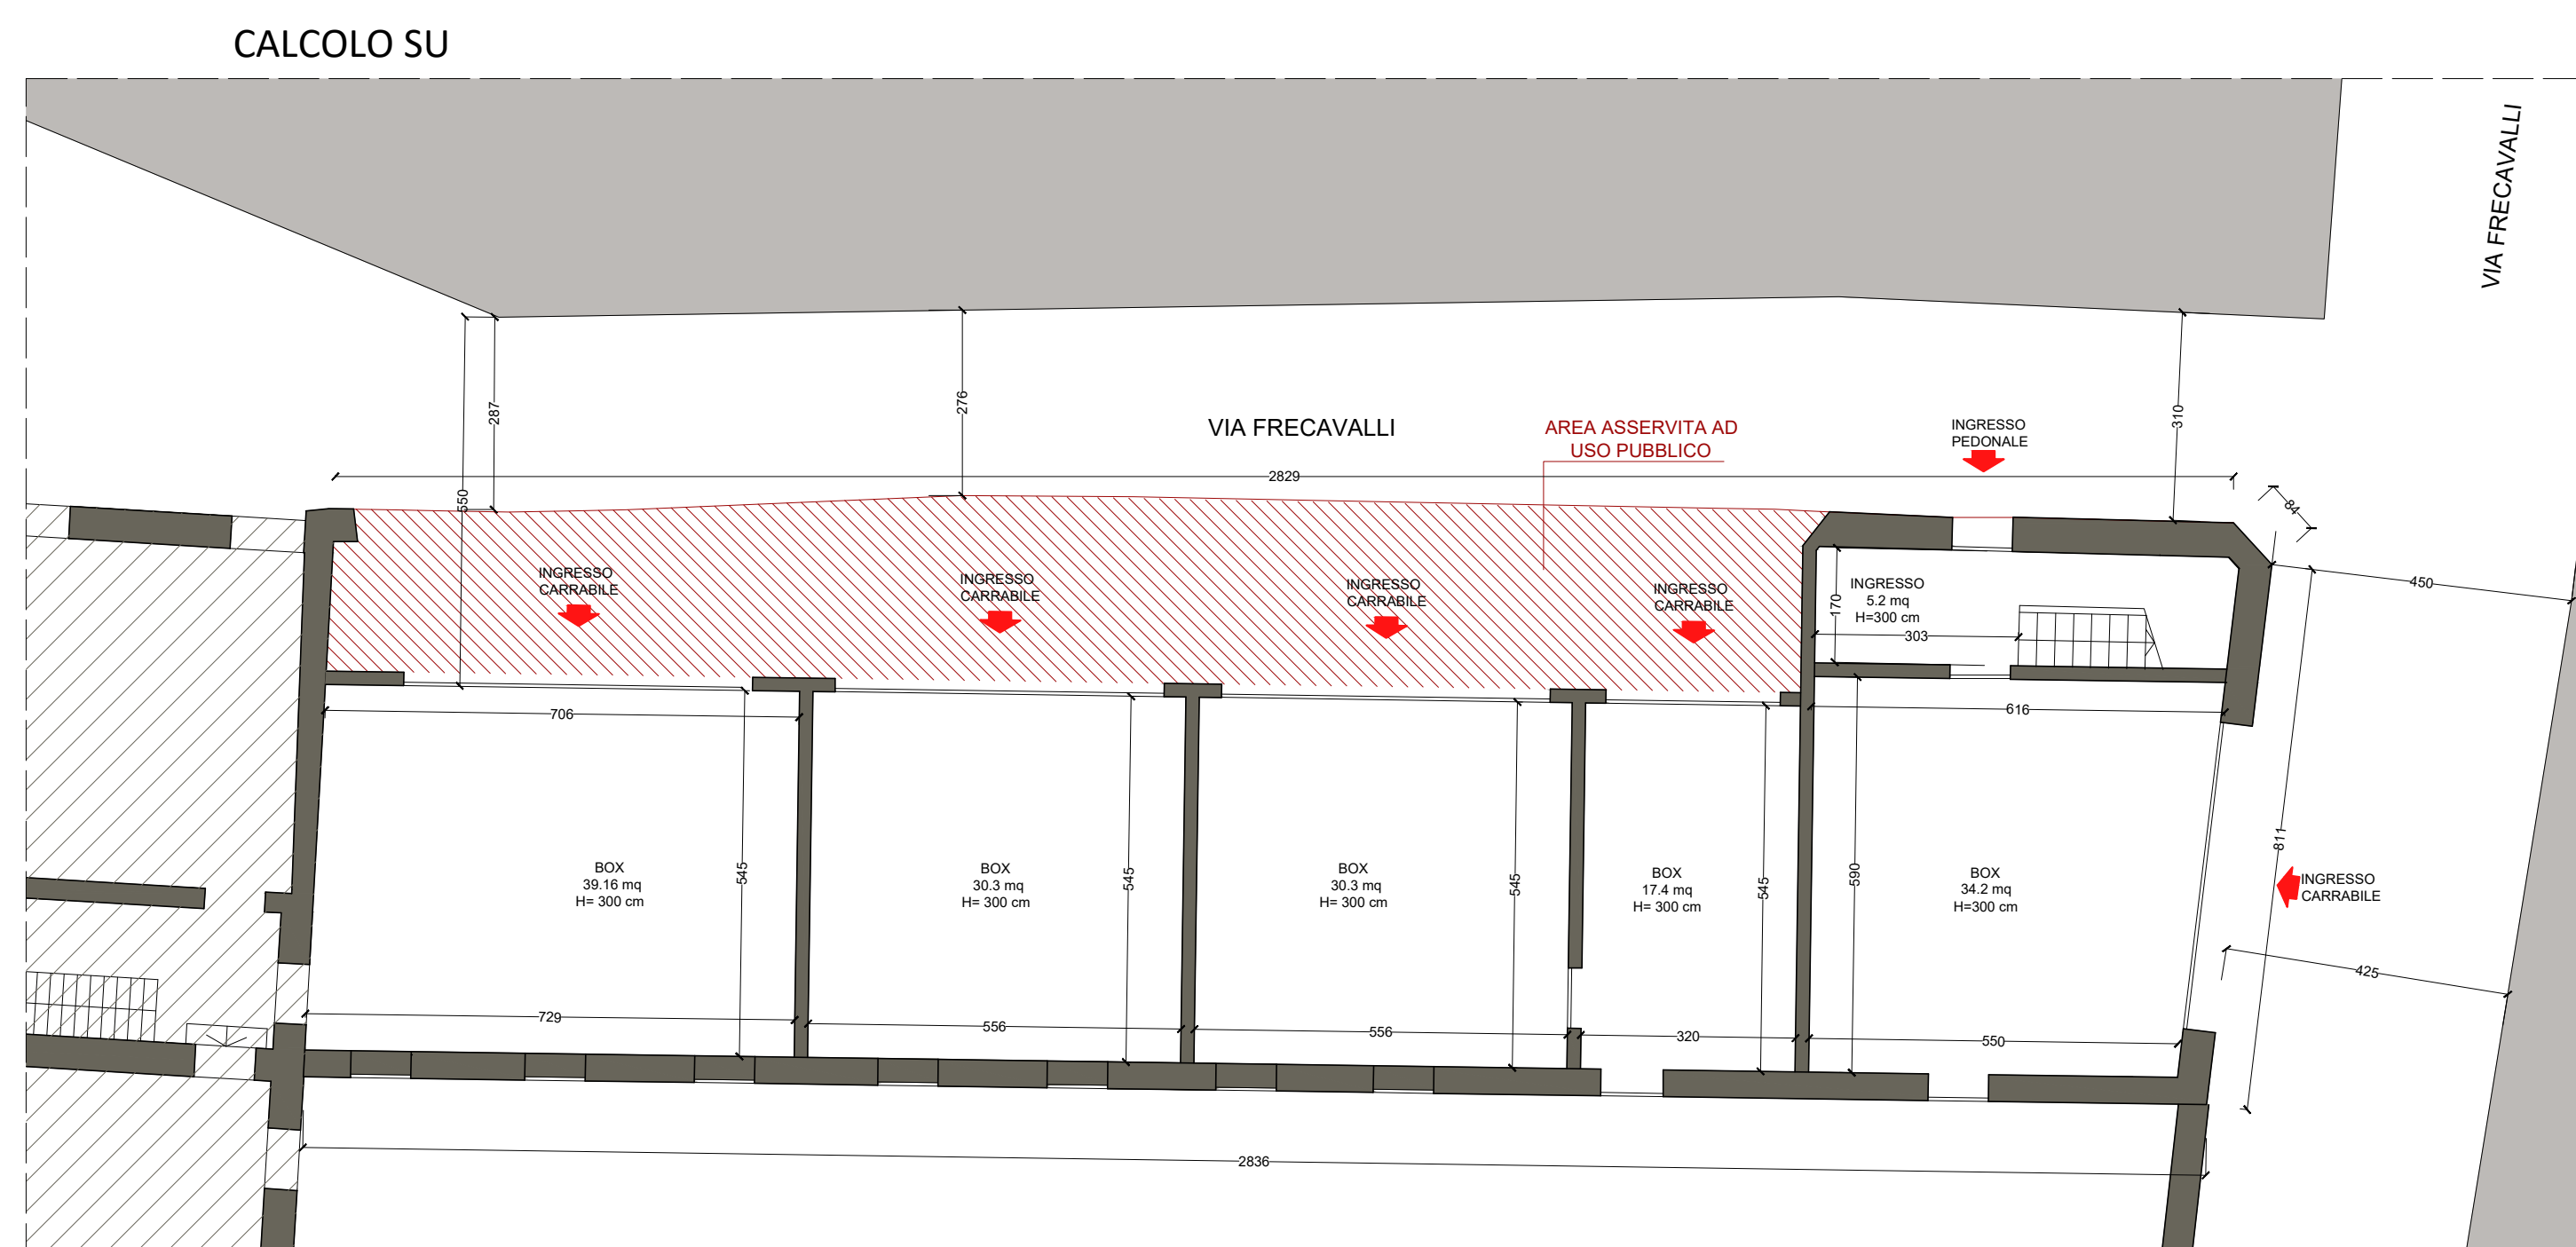 CALCOLO SU
VIA FRECAVALLI
287
276
550
VIA FRECAVALLI
AREA ASSERVITA AD
USO PUBBLICO
INGRESSO
PEDONALE
310
2829
84
450
INGRESSO
CARRABILE
INGRESSO
CARRABILE
INGRESSO
CARRABILE
INGRESSO
CARRABILE
170
INGRESSO
5.2 mq
H=300 cm
303
706
616
545
545
545
545
590
811
BOX
39.16 mq
H= 300 cm
BOX
30.3 mq
H= 300 cm
BOX
30.3 mq
H= 300 cm
BOX
17.4 mq
H= 300 cm
BOX
34.2 mq
H=300 cm
INGRESSO
CARRABILE
425
729
556
556
320
550
2836